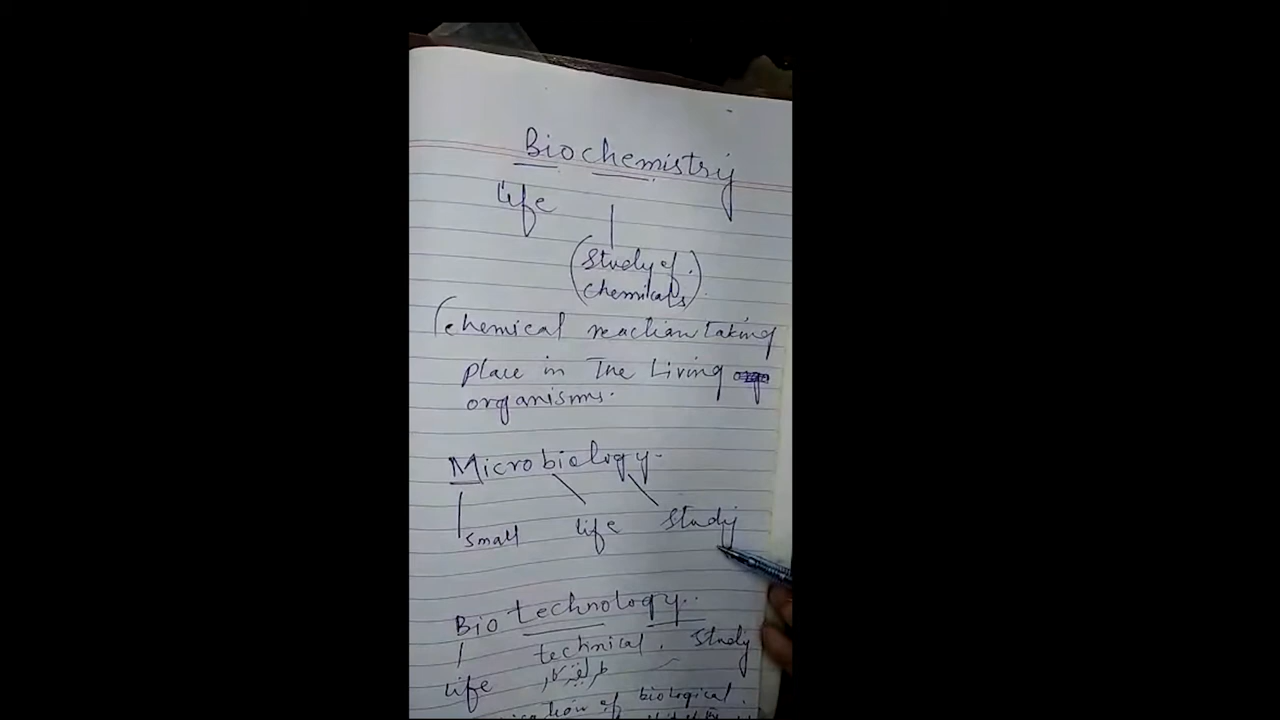 Biochemistry
life
(Study of
chemicals)
(chemical reaction taking
place in The Living
organisms.
Microbiology.
small life study
Bio technology..
technical. study
life طریقہ کار
of biological.